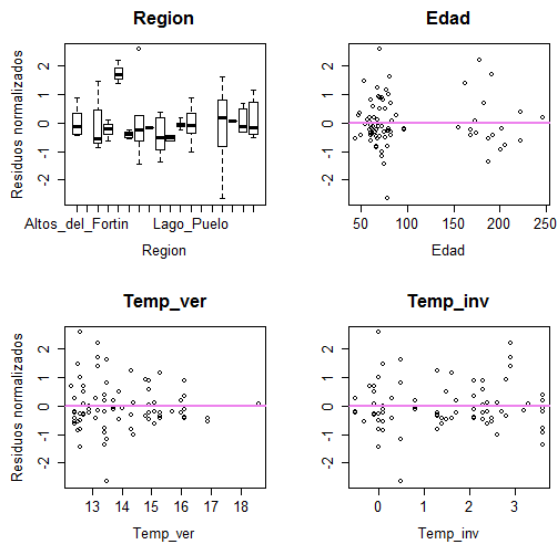 Region
Edad
Residuos normalizados
2
1
0
-1
-2
2
1
0
-1
-2
Altos_del_Fortin
Lago_Puelo
50
100
150
200
250
Region
Edad
Temp_ver
Temp_inv
Residuos normalizados
2
1
0
-1
-2
2
1
0
-1
-2
13
14
15
16
17
18
0
1
2
3
Temp_ver
Temp_inv